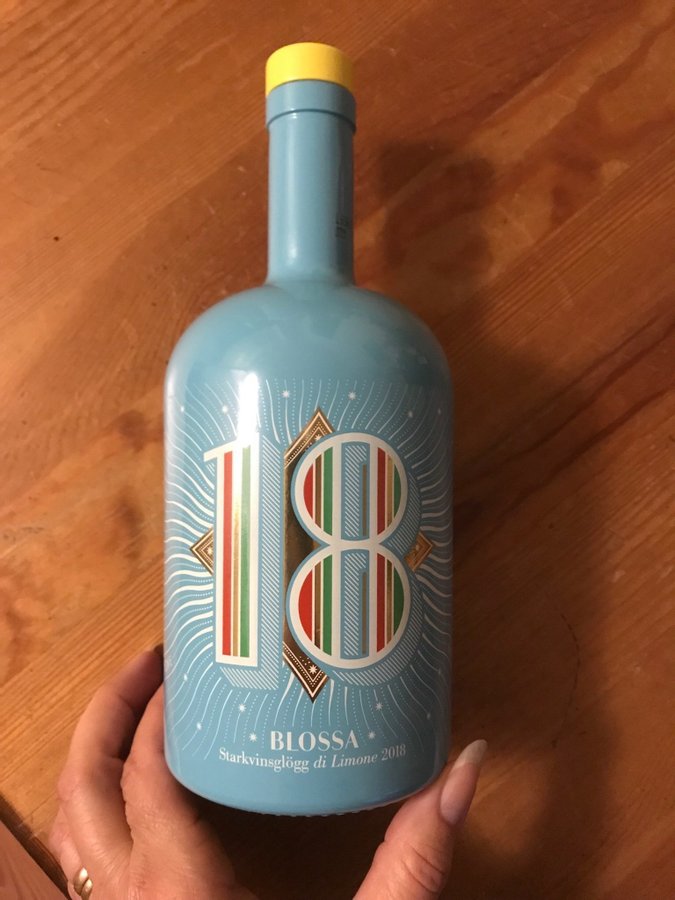 18
BLOSSA
Starkvinsglögg di Limone 2018